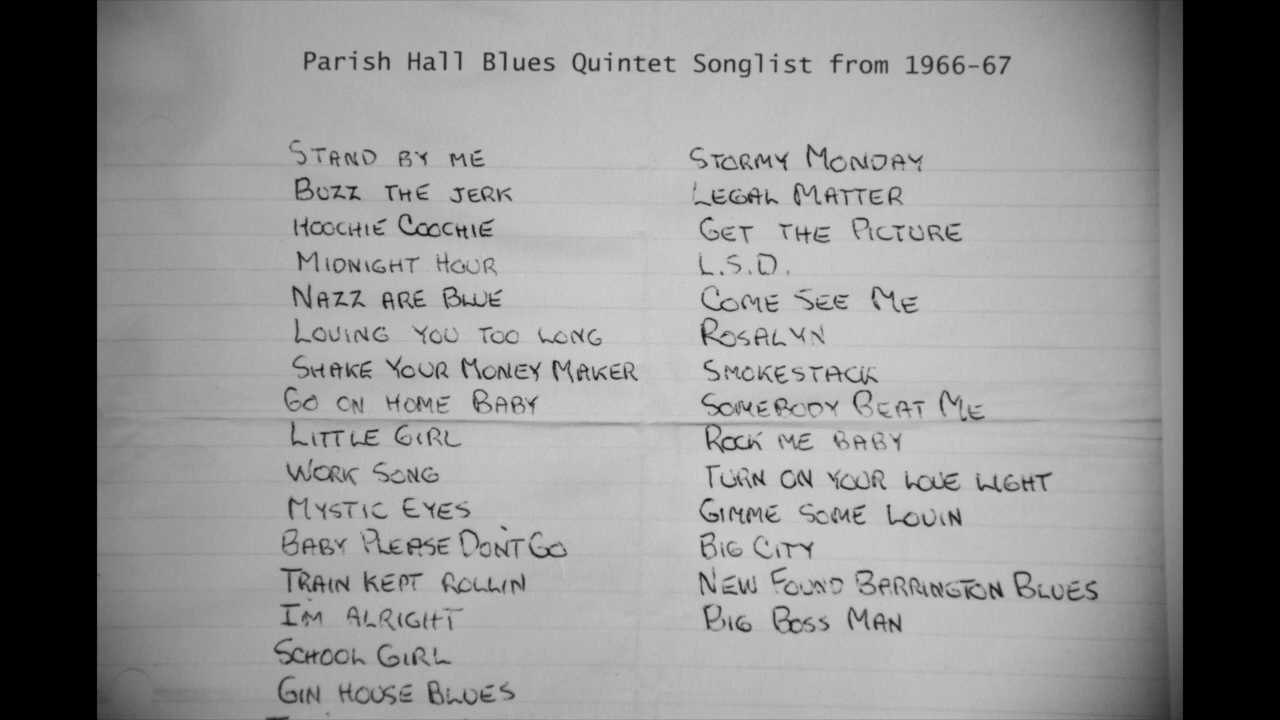 Parish Hall Blues Quintet Songlist from 1966-67
STAND BY ME
BUZZ THE JERK
HOOCHIE COOCHIE
MIDNIGHT HOUR
NAZZ ARE BLUE
LOVING YOU TOO LONG
SHAKE YOUR MONEY MAKER
GO ON HOME BABY
LITTLE GIRL
WORK SONG
MYSTIC EYES
BABY PLEASE DON'T GO
TRAIN KEPT ROLLIN
I'M ALRIGHT
SCHOOL GIRL
GIN HOUSE BLUES
STORMY MONDAY
LEGAL MATTER
GET THE PICTURE
L.S.D.
COME SEE ME
ROSALYN
SMOKESTACK
SOMEBODY BEAT ME
ROCK ME BABY
TURN ON YOUR LOVE LIGHT
GIMME SOME LOVIN
BIG CITY
NEW FOUND BARRINGTON BLUES
BIG BOSS MAN